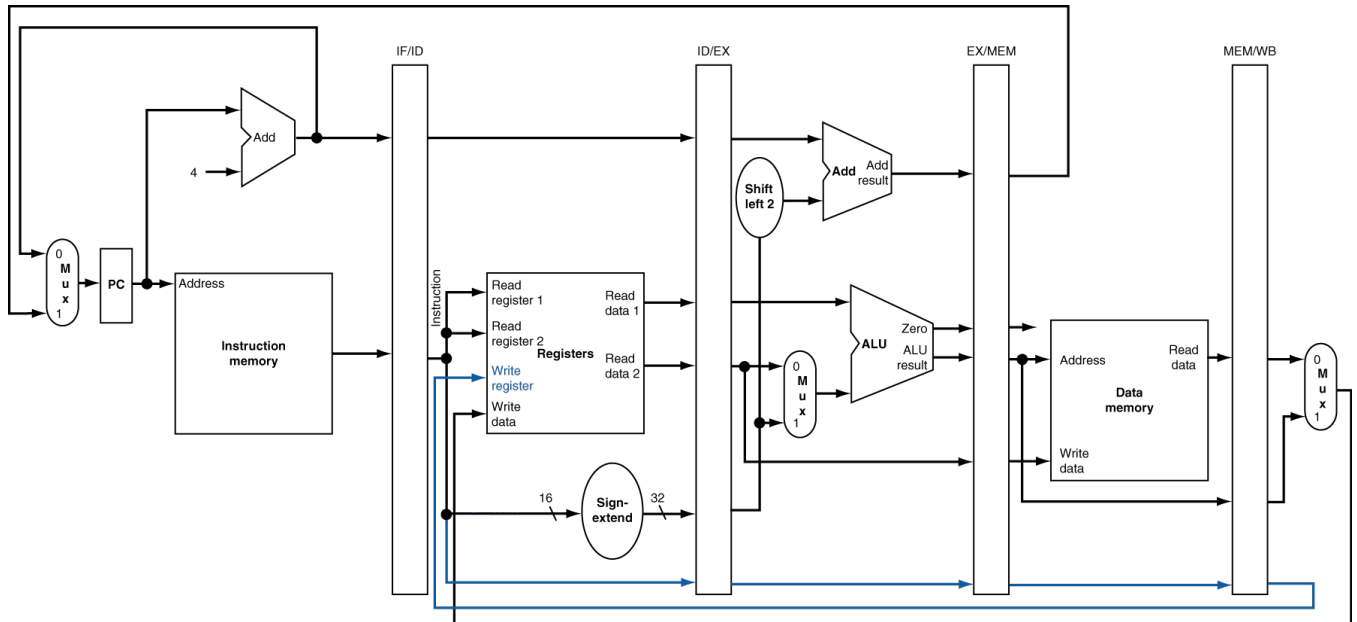 IF/ID
ID/EX
EX/MEM
MEM/WB
Add
4
Add
Add
result
Shift
left 2
0
M
u
x
1
PC
Address
Instruction
memory
Instruction
Read
register 1
Read
register 2
Write
register
Write
data
Registers
Read
data 1
Read
data 2
16
Sign-
extend
32
0
M
u
x
1
ALU
Zero
ALU
result
Address
Read
data
Data
memory
Write
data
0
M
u
x
1